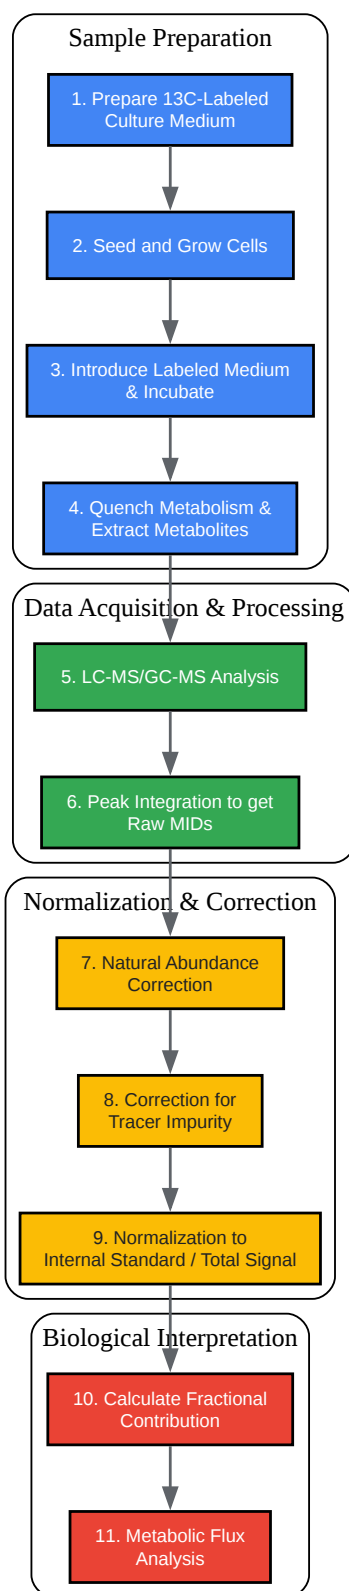 Sample Preparation
1. Prepare 13C-Labeled
Culture Medium
2. Seed and Grow Cells
3. Introduce Labeled Medium
& Incubate
4. Quench Metabolism &
Extract Metabolites
Data Acquisition & Processing
5. LC-MS/GC-MS Analysis
6. Peak Integration to get
Raw MIDs
Normalization & Correction
7. Natural Abundance
Correction
8. Correction for
Tracer Impurity
9. Normalization to
Internal Standard / Total Signal
Biological Interpretation
10. Calculate Fractional
Contribution
11. Metabolic Flux
Analysis